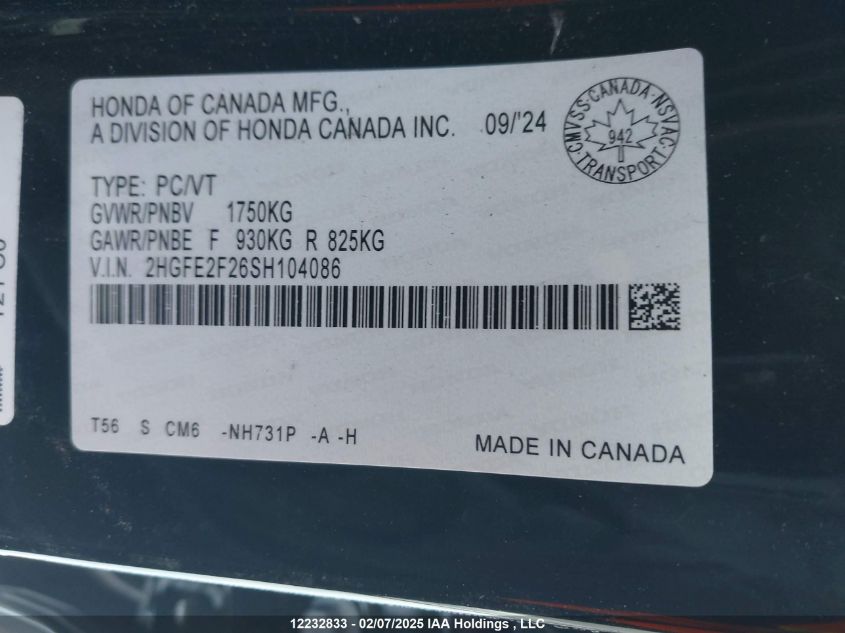 HONDA OF CANADA MFG.,
A DIVISION OF HONDA CANADA INC. 09/'24
CMVSS·CANADA·NSVAC·TRANSPORT
942
TYPE: PC/VT
GVWR/PNBV 1750KG
GAWR/PNBE F 930KG R 825KG
V.I.N. 2HGFE2F26SH104086
T56 S CM6 -NH731P -A -H
MADE IN CANADA
12232833 - 02/07/2025 IAA Holdings , LLC